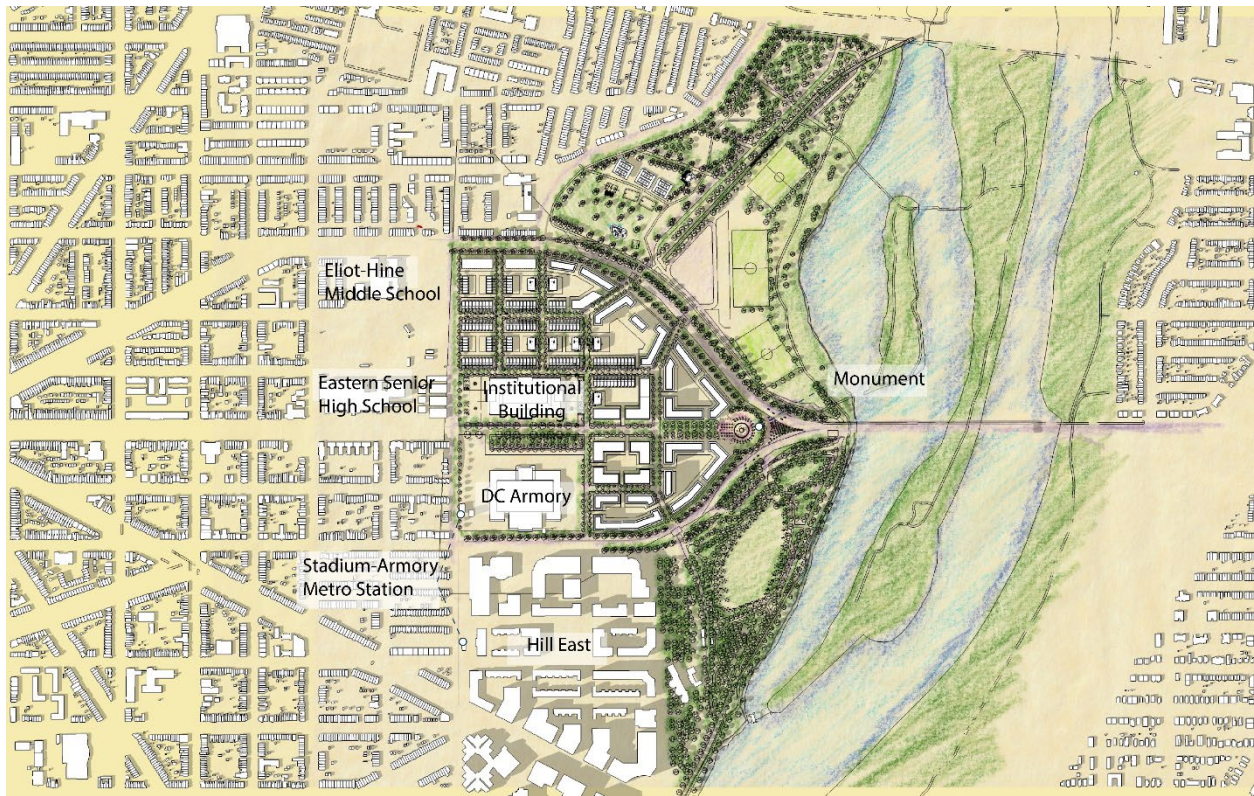 Eliot-Hine
Middle School
Monument
Eastern Senior
High School
Institutional
Building
DC Armory
Stadium-Armory
Metro Station
Hill East